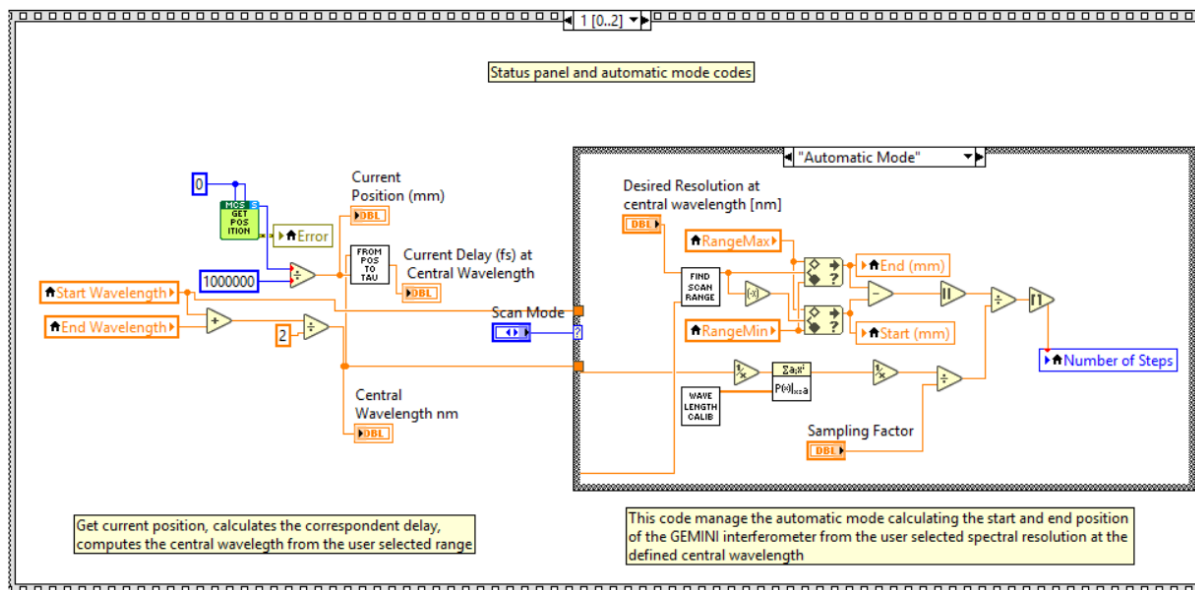 1 [0..2]
Status panel and automatic mode codes
"Automatic Mode"
0
MCS S
GET
POS
ITION
Error
Current
Position (mm)
1000000
÷
FROM
POS
TO
TAU
Current Delay (fs) at
Central Wavelength
Start Wavelength
End Wavelength
+
2
÷
Scan Mode
?
Central
Wavelength nm
DBL
DBL
DBL
Desired Resolution at
central wavelength [nm]
DBL
RangeMax
FIND
SCAN
RANGE
(-x)
RangeMin
?
?
End (mm)
Start (mm)
-
||
÷
Number of Steps
1/x
Σaᵢxⁱ
P(x)|x=a
1/x
÷
WAVE
LENGTH
CALIB
Sampling Factor
DBL
Get current position, calculates the correspondent delay,
computes the central wavelegth from the user selected range
This code manage the automatic mode calculating the start and end position
of the GEMINI interferometer from the user selected spectral resolution at the
defined central wavelength